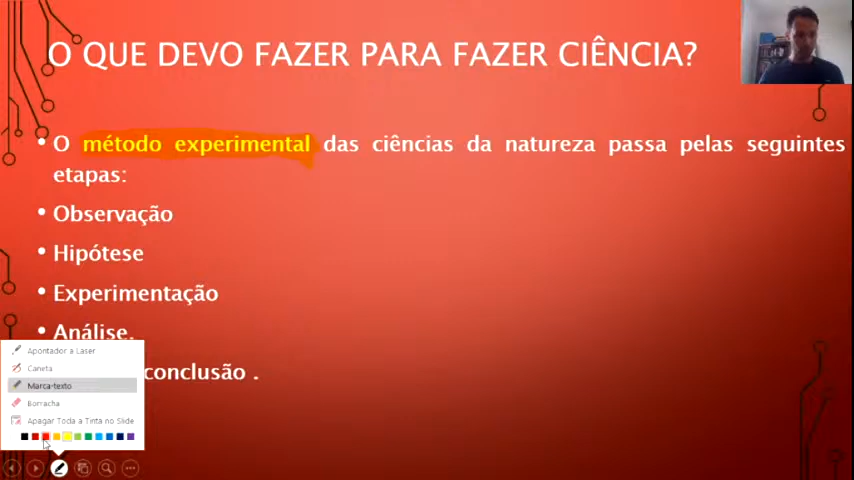 O QUE DEVO FAZER PARA FAZER CIÊNCIA?
• O método experimental das ciências da natureza passa pelas seguintes
etapas:
• Observação
• Hipótese
• Experimentação
• Análise.
conclusão .
Apontador a Laser
Caneta
Marca-texto
Borracha
Apagar Toda a Tinta no Slide